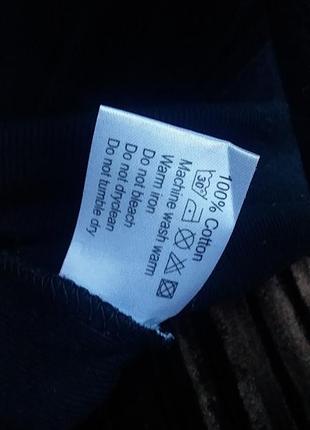 100% Cotton
30°
Machine wash warm
Warm iron
Do not bleach
Do not dryclean
Do not tumble dry